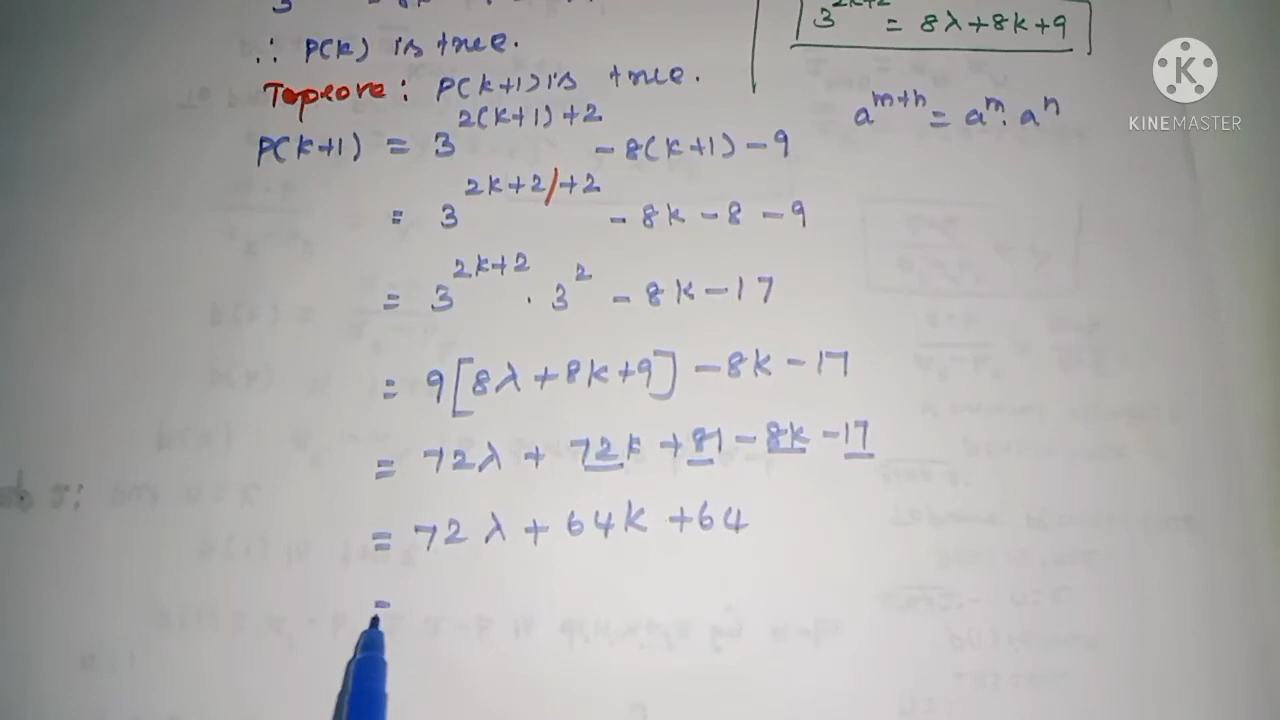 3^{2k+2} = 8λ+8k+9
∴ P(k) is true.
To prove: P(k+1) is true.
a^{m+n} = a^m . a^n
KINEMASTER
P(k+1) = 3^{2(k+1)+2} - 8(k+1) - 9
= 3^{2k+2/+2} - 8k - 8 - 9
= 3^{2k+2} . 3^2 - 8k - 17
= 9[8λ+8k+9] - 8k - 17
= 72λ + 72k + 81 - 8k - 17
= 72λ + 64k + 64
=